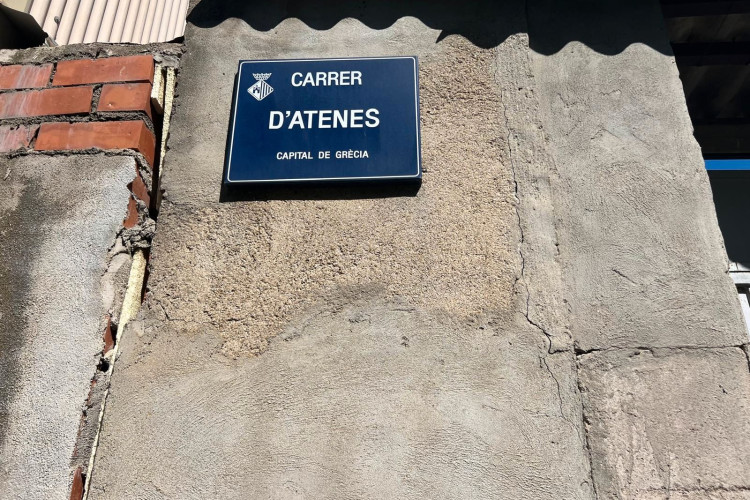 CARRER
D'ATENES
CAPITAL DE GRÈCIA